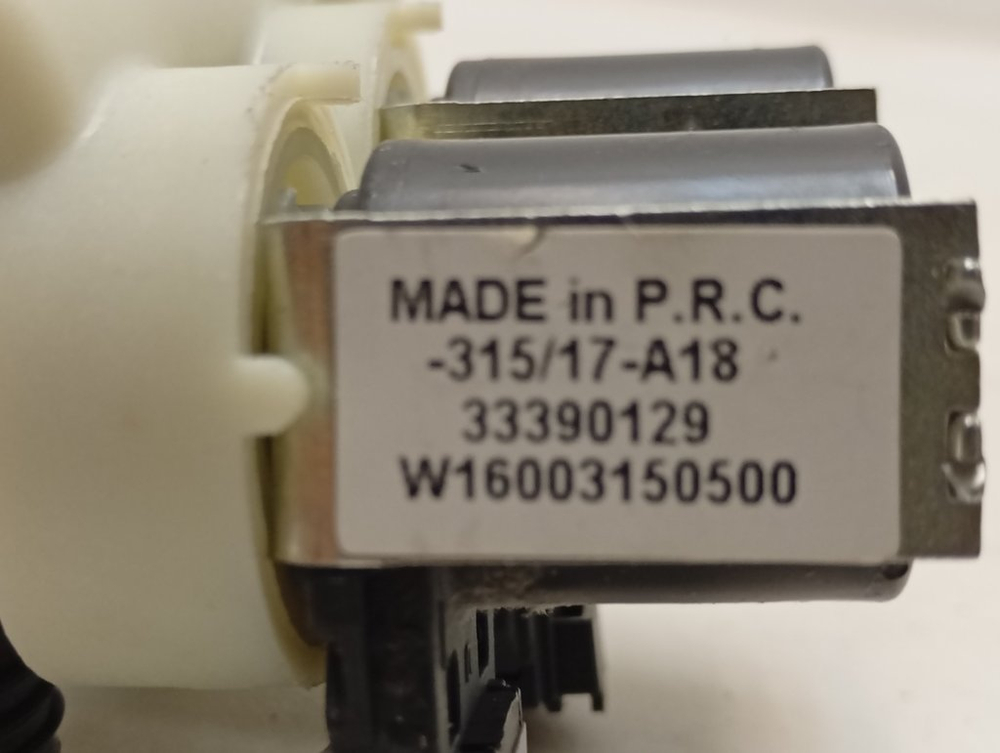 MADE in P.R.C.
-315/17-A18
33390129
W16003150500